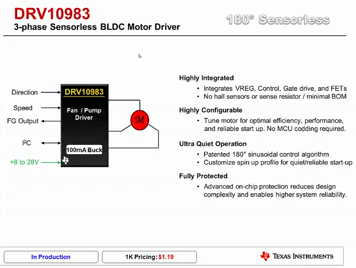 DRV10983
3-phase Sensorless BLDC Motor Driver
180° Sensorless
Direction
Speed
FG Output
I²C
+8 to 28V
DRV10983
Fan / Pump
Driver
100mA Buck
M
Highly Integrated
• Integrates VREG, Control, Gate drive, and FETs
• No hall sensors or sense resistor / minimal BOM
Highly Configurable
• Tune motor for optimal efficiency, performance,
and reliable start up. No MCU codding required.
Ultra Quiet Operation
• Patented 180° sinusoidal control algorithm
• Customize spin up profile for quiet/reliable start-up
Fully Protected
• Advanced on-chip protection reduces design
complexity and enables higher system reliability.
In Production
1K Pricing: $1.19
TEXAS INSTRUMENTS